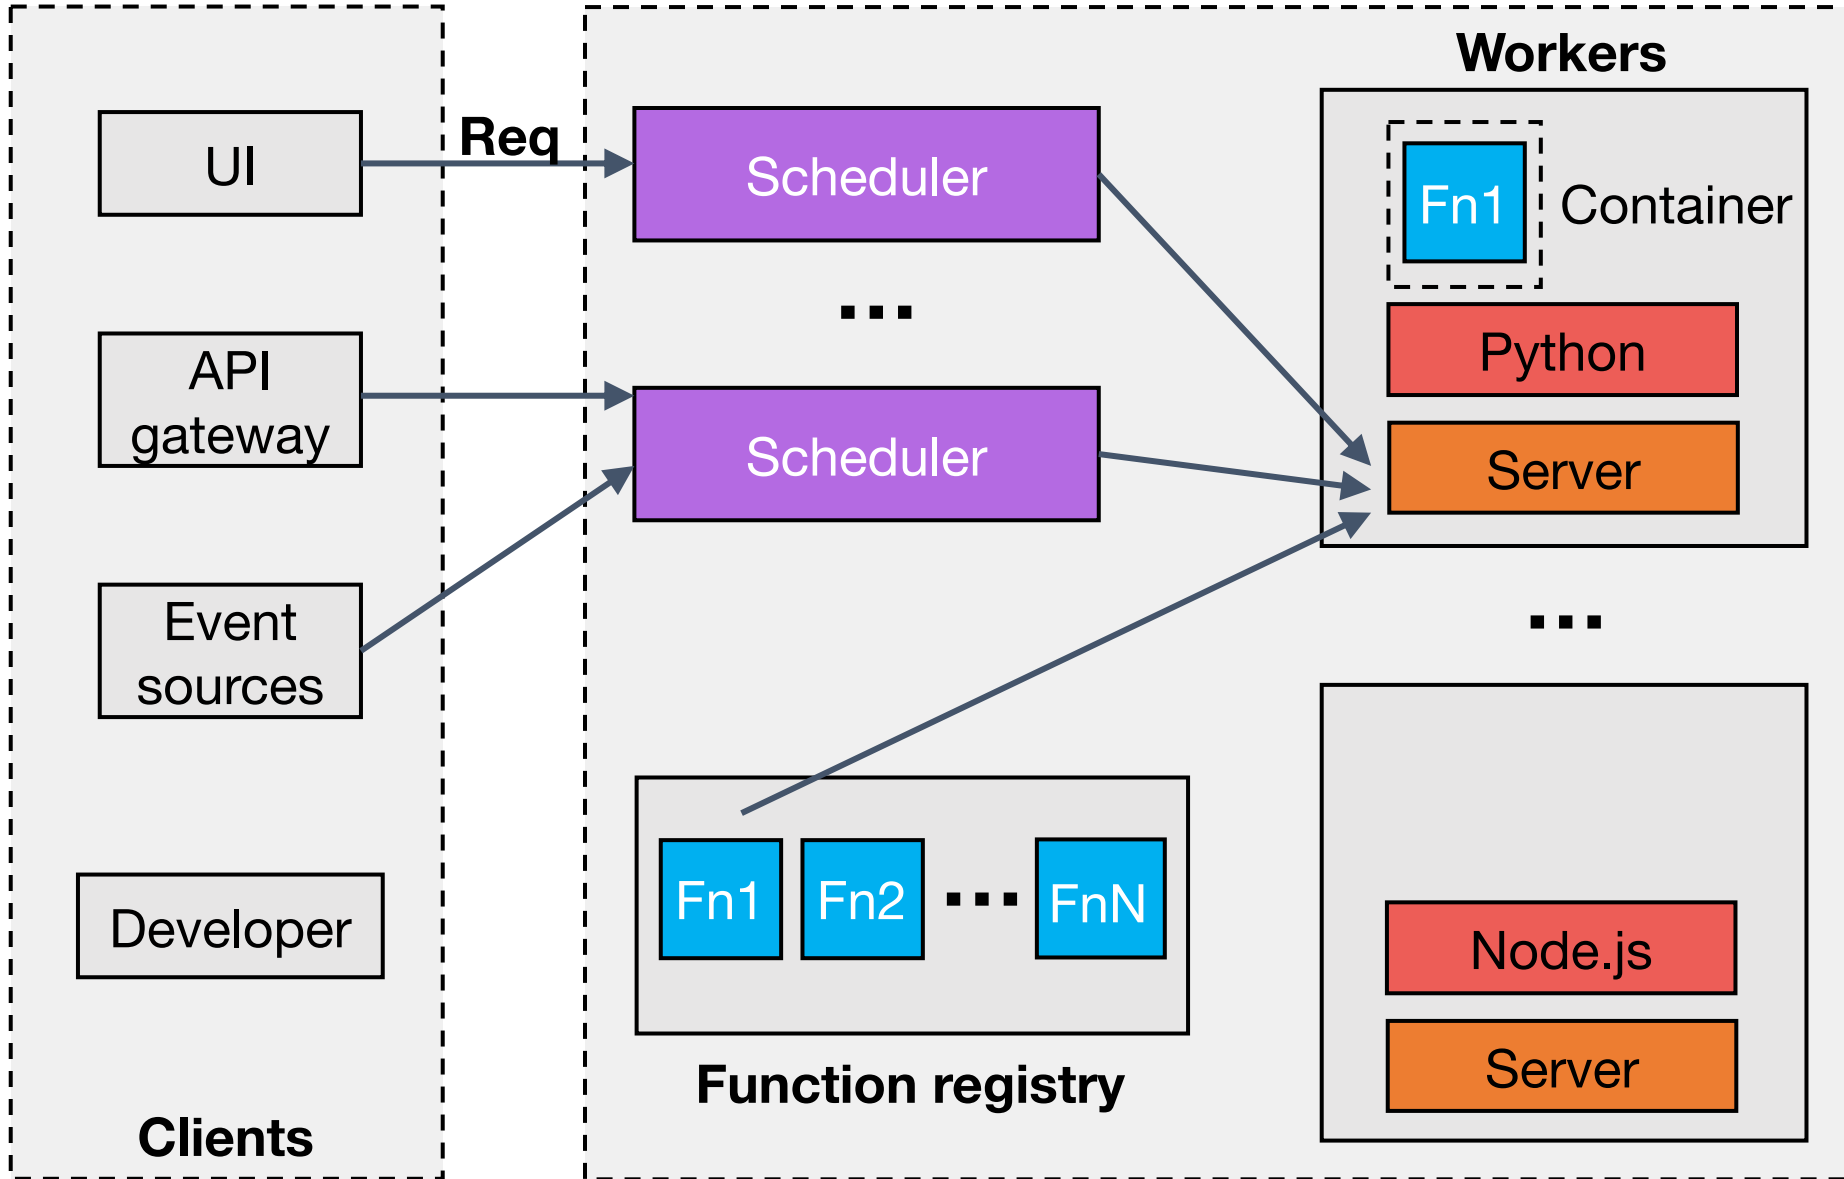 Workers
UI
Req
Scheduler
Fn1
Container
...
Python
API
gateway
Scheduler
Server
Event
sources
...
Fn1
Fn2
...
FnN
Developer
Node.js
Server
Function registry
Clients